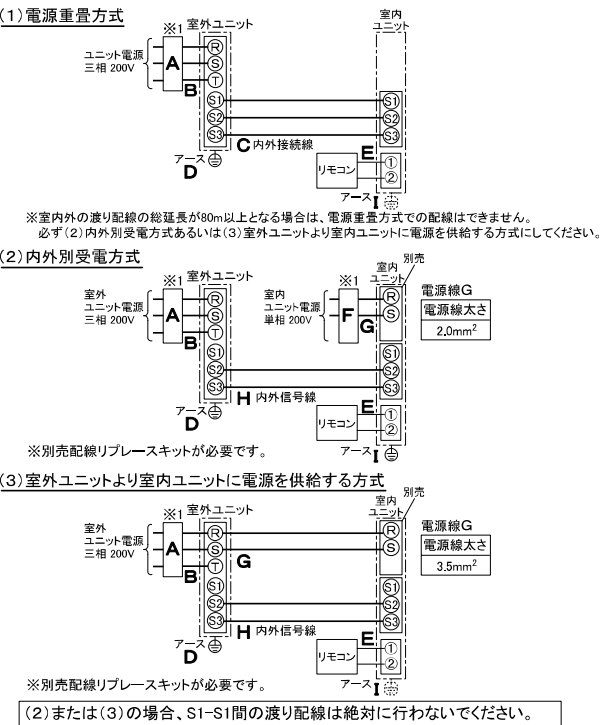 (1)電源重畳方式
※1
室外ユニット
室内
ユニット
ユニット電源
三相 200V
A
B
R
S
T
S1
S2
S3
S1
S2
S3
C 内外接続線
アース
D
E
リモコン
①
②
アース I
※室内外の渡り配線の総延長が80m以上となる場合は、電源重畳方式での配線はできません。
必ず(2)内外別受電方式あるいは(3)室外ユニットより室内ユニットに電源を供給する方式にしてください。
(2)内外別受電方式
※1
室外ユニット
※1
室内
ユニット
別売
室外
ユニット電源
三相 200V
A
B
R
S
T
S1
S2
S3
室内
ユニット電源
単相 200V
F
G
R
S
S1
S2
S3
電源線G
電源線太さ
2.0mm²
H 内外信号線
アース
D
E
リモコン
①
②
アース I
※別売配線リプレースキットが必要です。
(3)室外ユニットより室内ユニットに電源を供給する方式
※1
室外ユニット
室内
ユニット
別売
室外
ユニット電源
三相 200V
A
B
R
S
T
S1
S2
S3
G
R
S
S1
S2
S3
電源線G
電源線太さ
3.5mm²
H 内外信号線
アース
D
E
リモコン
①
②
アース I
※別売配線リプレースキットが必要です。
(2)または(3)の場合、S1-S1間の渡り配線は絶対に行わないでください。